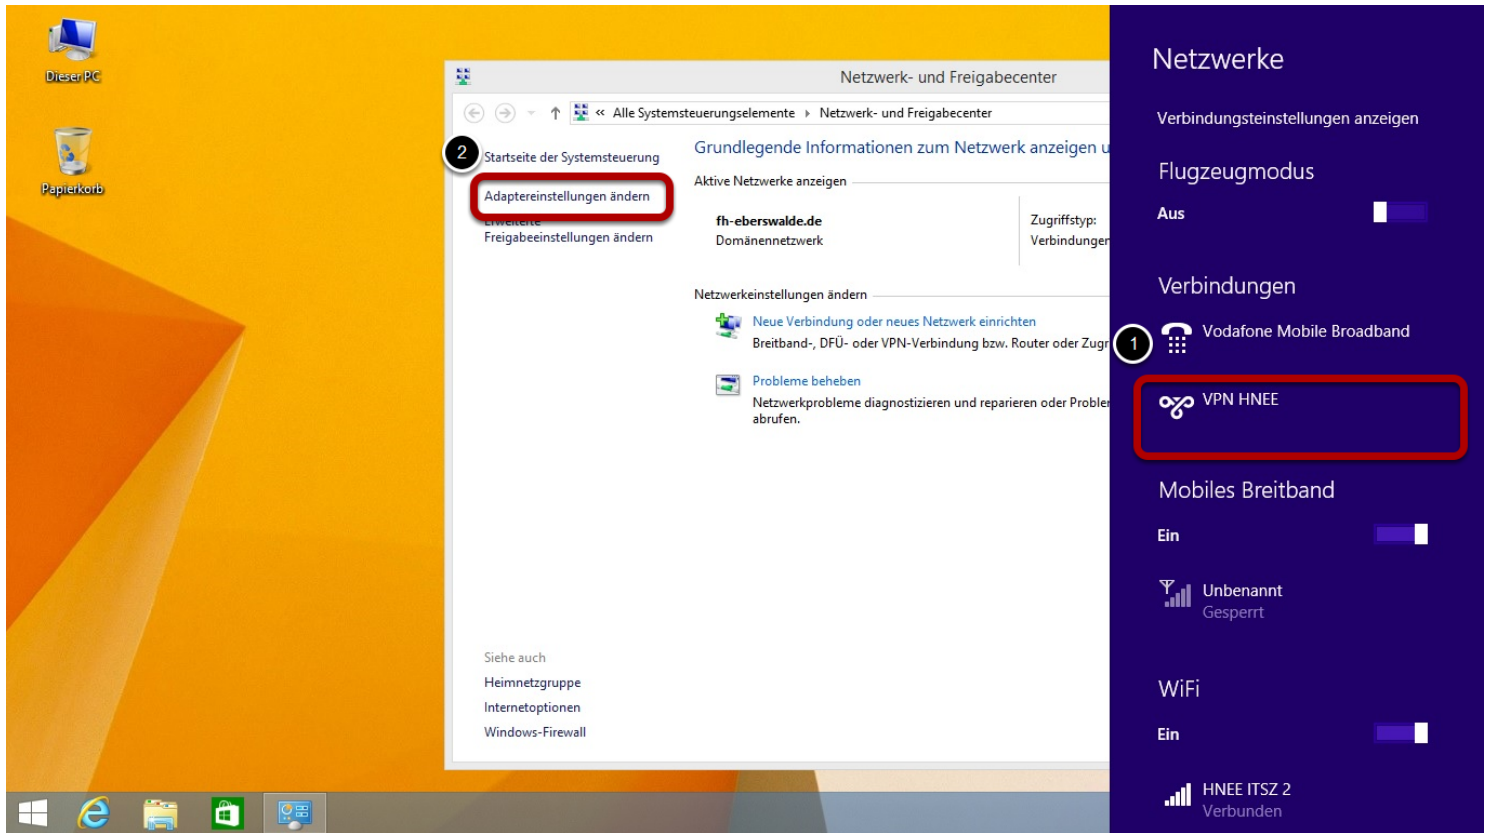 Dieser PC
Papierkorb
Netzwerk- und Freigabecenter
« Alle Systemsteuerungselemente Netzwerk- und Freigabecenter
2
Startseite der Systemsteuerung
Adaptereinstellungen ändern
Erweiterte
Freigabeeinstellungen ändern
Grundlegende Informationen zum Netzwerk anzeigen u
Aktive Netzwerke anzeigen
fh-eberswalde.de
Domänennetzwerk
Zugriffstyp:
Verbindungen
Netzwerkeinstellungen ändern
Neue Verbindung oder neues Netzwerk einrichten
Breitband-, DFÜ- oder VPN-Verbindung bzw. Router oder Zugr
Probleme beheben
Netzwerkprobleme diagnostizieren und reparieren oder Probler
abrufen.
Siehe auch
Heimnetzgruppe
Internetoptionen
Windows-Firewall
Netzwerke
Verbindungseinstellungen anzeigen
Flugzeugmodus
Aus
Verbindungen
1
Vodafone Mobile Broadband
VPN HNEE
Mobiles Breitband
Ein
Unbenannt
Gesperrt
WiFi
Ein
HNEE ITSZ 2
Verbunden